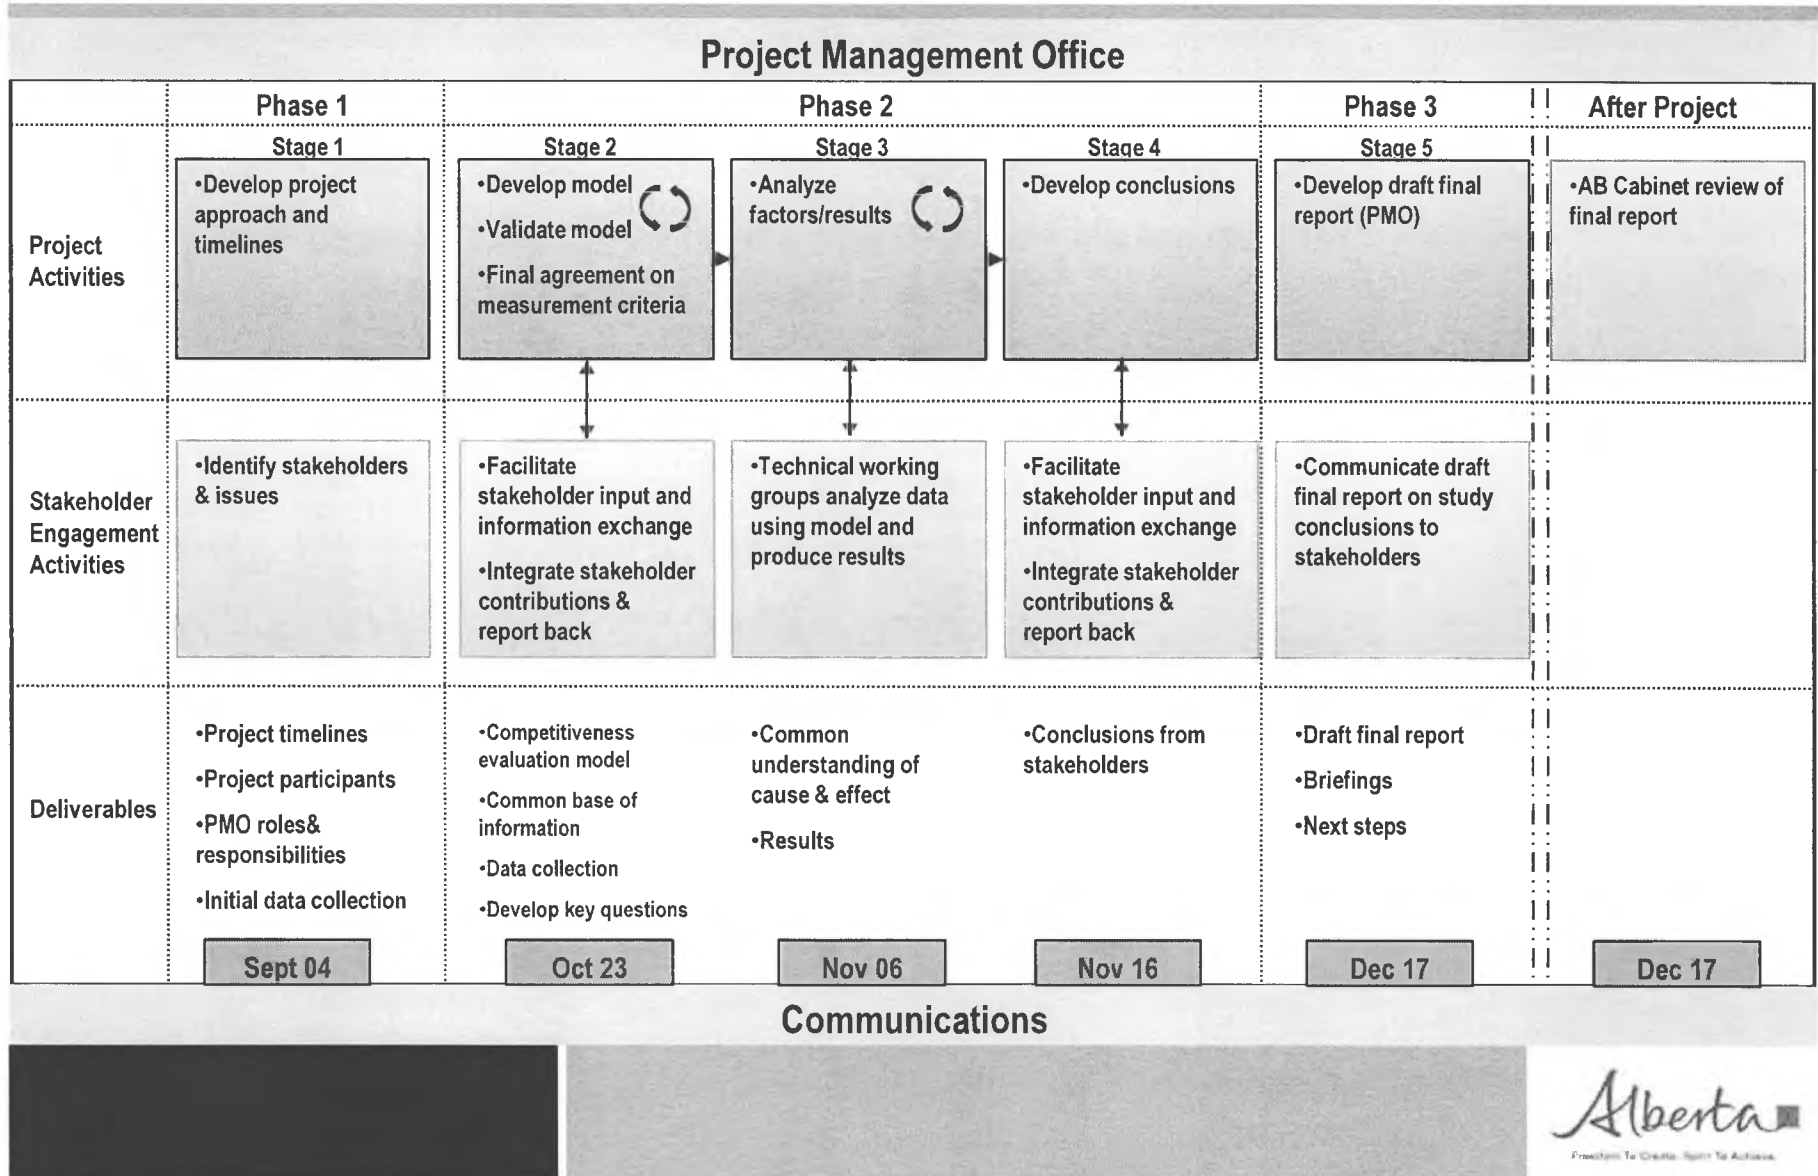 Project Management Office
Phase 1
Phase 2
Phase 3
After Project
Stage 1
Stage 2
Stage 3
Stage 4
Stage 5
Project
Activities
•Develop project
approach and
timelines
•Develop model
•Validate model
•Final agreement on
measurement criteria
•Analyze
factors/results
•Develop conclusions
•Develop draft final
report (PMO)
•AB Cabinet review of
final report
Stakeholder
Engagement
Activities
•Identify stakeholders
& issues
•Facilitate
stakeholder input and
information exchange
•Integrate stakeholder
contributions &
report back
•Technical working
groups analyze data
using model and
produce results
•Facilitate
stakeholder input and
information exchange
•Integrate stakeholder
contributions &
report back
•Communicate draft
final report on study
conclusions to
stakeholders
Deliverables
•Project timelines
•Project participants
•PMO roles&
responsibilities
•Initial data collection
•Competitiveness
evaluation model
•Common base of
information
•Data collection
•Develop key questions
•Common
understanding of
cause & effect
•Results
•Conclusions from
stakeholders
•Draft final report
•Briefings
•Next steps
Sept 04
Oct 23
Nov 06
Nov 16
Dec 17
Dec 17
Communications
Alberta
Freedom To Create. Spirit To Achieve.